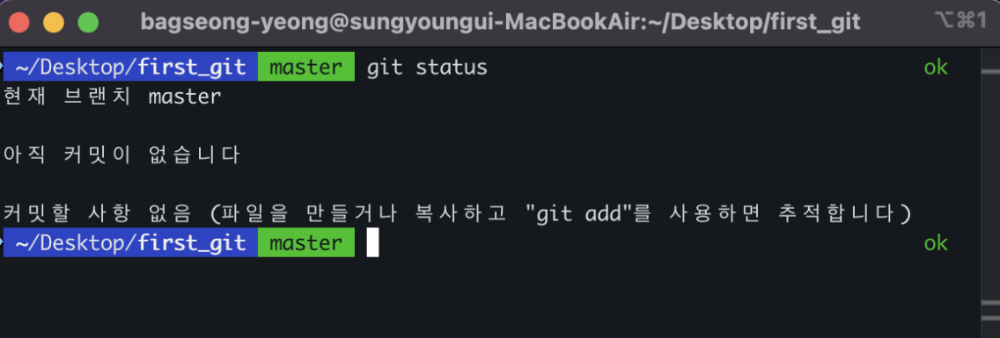 bagseong-yeong@sungyoungui-MacBookAir:~/Desktop/first_git ⌥⌘1
~/Desktop/first_git master git status ok
현재 브랜치 master
아직 커밋이 없습니다
커밋할 사항 없음 (파일을 만들거나 복사하고 "git add"를 사용하면 추적합니다)
~/Desktop/first_git master ok